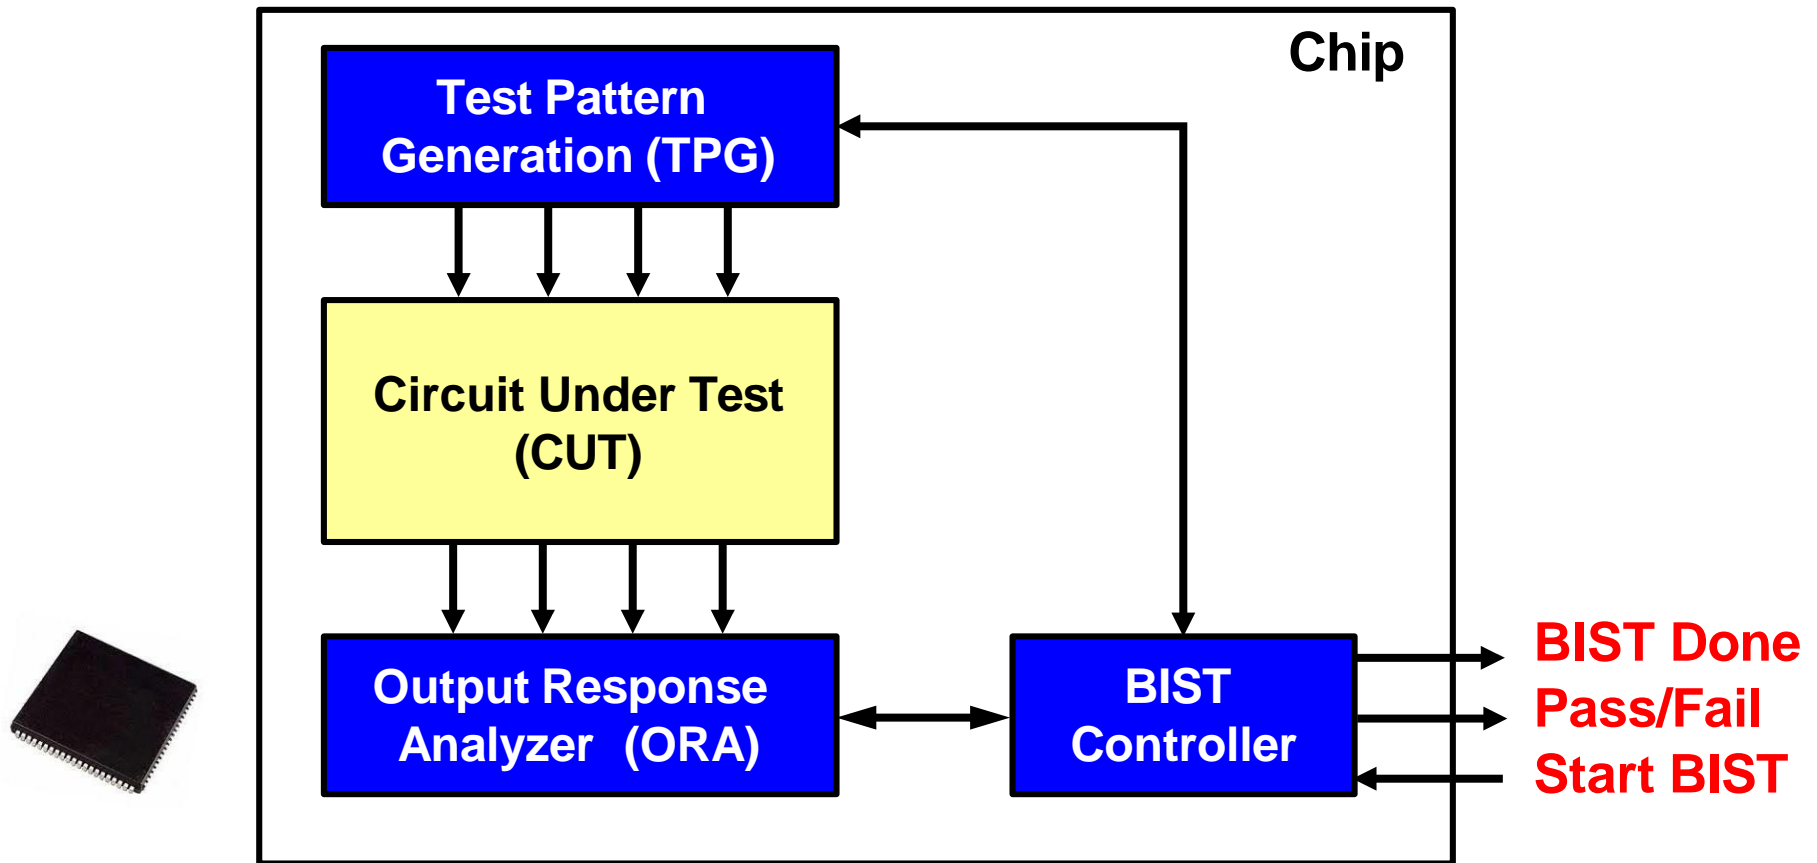 Chip
Test Pattern
Generation (TPG)
Circuit Under Test
(CUT)
Output Response
Analyzer (ORA)
BIST
Controller
BIST Done
Pass/Fail
Start BIST